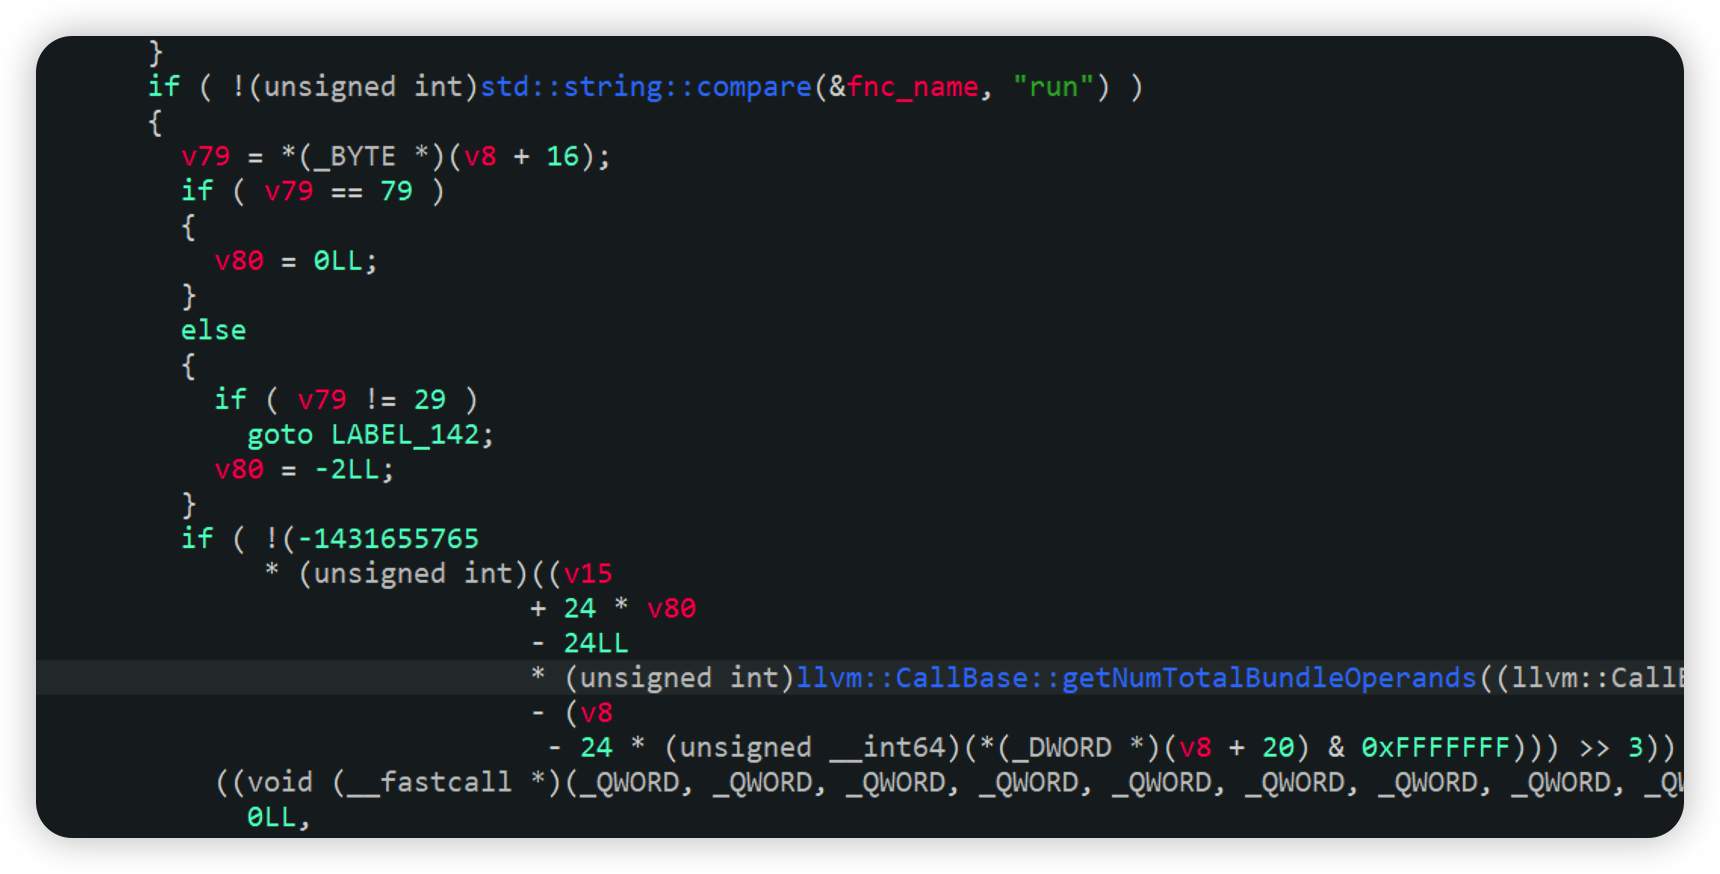 }
if ( !(unsigned int)std::string::compare(&fnc_name, "run") )
{
v79 = *(_BYTE *)(v8 + 16);
if ( v79 == 79 )
{
v80 = 0LL;
}
else
{
if ( v79 != 29 )
goto LABEL_142;
v80 = -2LL;
}
if ( !(-1431655765
* (unsigned int)((v15
+ 24 * v80
- 24LL
* (unsigned int)llvm::CallBase::getNumTotalBundleOperands((llvm::CallB
- (v8
- 24 * (unsigned __int64)(*(_DWORD *)(v8 + 20) & 0xFFFFFFF))) >> 3))
((void (__fastcall *)(_QWORD, _QWORD, _QWORD, _QWORD, _QWORD, _QWORD, _QWORD, _QWORD, _QW
0LL,